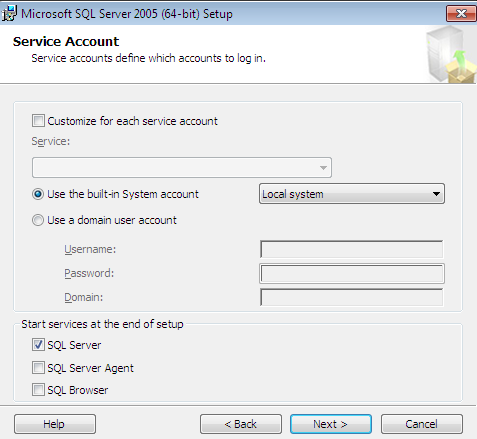 Microsoft SQL Server 2005 (64-bit) Setup
Service Account
Service accounts define which accounts to log in.
Customize for each service account
Service:
Use the built-in System account
Local system
Use a domain user account
Username:
Password:
Domain:
Start services at the end of setup
SQL Server
SQL Server Agent
SQL Browser
Help
< Back
Next >
Cancel